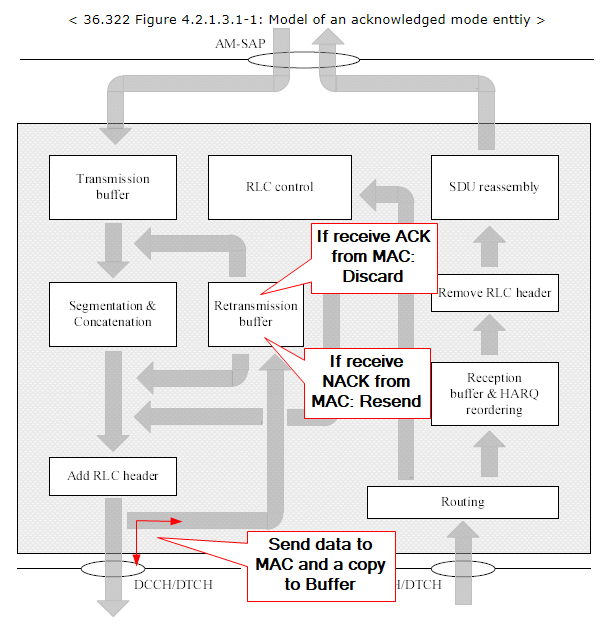 < 36.322 Figure 4.2.1.3.1-1: Model of an acknowledged mode enttiy >
AM-SAP
Transmission
buffer
RLC control
SDU reassembly
If receive ACK
from MAC:
Discard
Segmentation &
Concatenation
Retransmission
buffer
Remove RLC header
If receive
NACK from
MAC: Resend
Reception
buffer & HARQ
reordering
Add RLC header
Routing
Send data to
MAC and a copy
to Buffer
DCCH/DTCH
H/DTCH